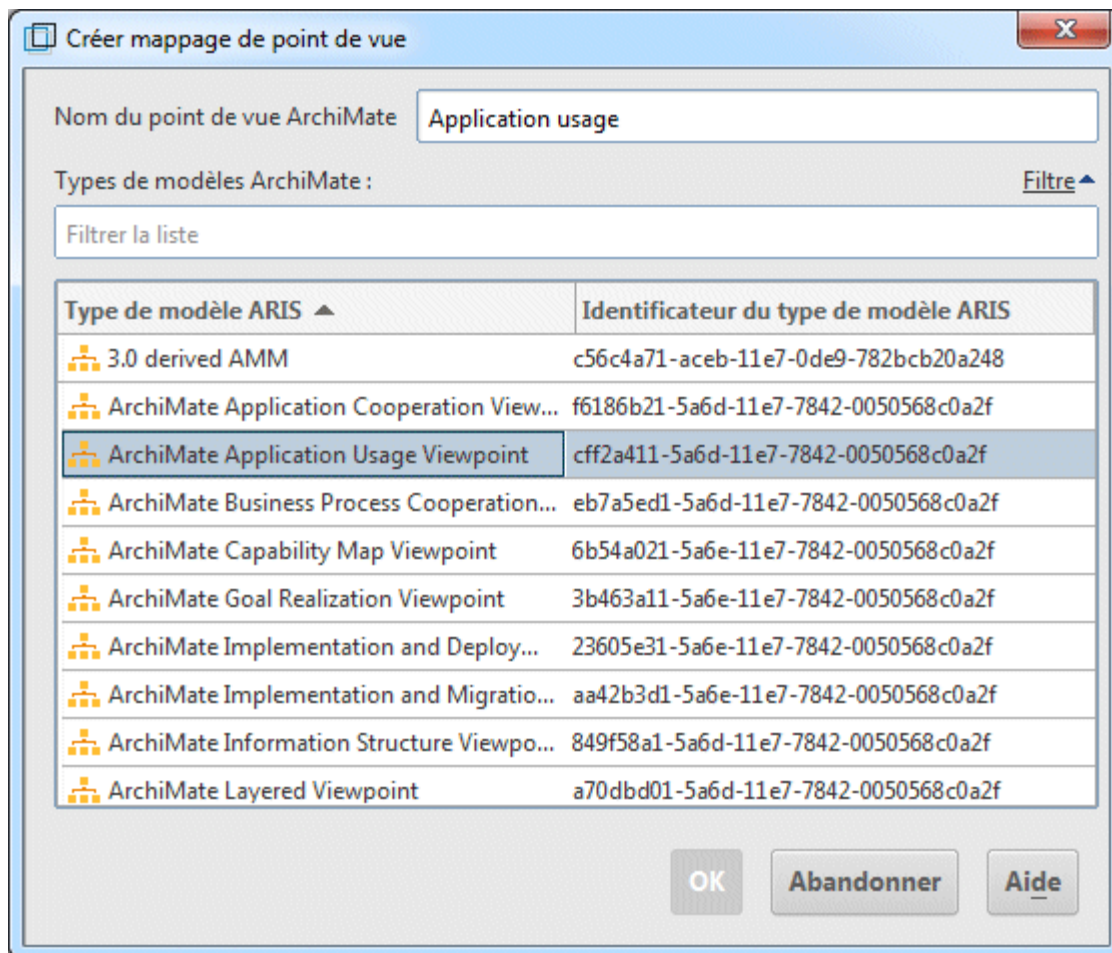 Créer mappage de point de vue
x
Nom du point de vue ArchiMate Application usage
Types de modèles ArchiMate : Filtre
Filtrer la liste
Type de modèle ARIS Identificateur du type de modèle ARIS
3.0 derived AMM c56c4a71-aceb-11e7-0de9-782bcb20a248
ArchiMate Application Cooperation View... f6186b21-5a6d-11e7-7842-0050568c0a2f
ArchiMate Application Usage Viewpoint cff2a411-5a6d-11e7-7842-0050568c0a2f
ArchiMate Business Process Cooperation... eb7a5ed1-5a6d-11e7-7842-0050568c0a2f
ArchiMate Capability Map Viewpoint 6b54a021-5a6e-11e7-7842-0050568c0a2f
ArchiMate Goal Realization Viewpoint 3b463a11-5a6e-11e7-7842-0050568c0a2f
ArchiMate Implementation and Deploy... 23605e31-5a6e-11e7-7842-0050568c0a2f
ArchiMate Implementation and Migratio... aa42b3d1-5a6e-11e7-7842-0050568c0a2f
ArchiMate Information Structure Viewpo... 849f58a1-5a6d-11e7-7842-0050568c0a2f
ArchiMate Layered Viewpoint a70dbd01-5a6d-11e7-7842-0050568c0a2f
OK Abandonner Aide